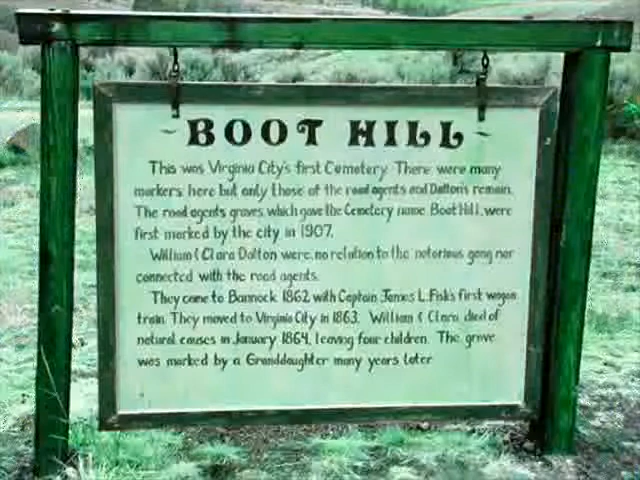 ~ BOOT HILL ~
This was Virginia City's first Cemetery. There were many
markers here but only those of the road agents and Dalton's remain.
The road agents graves, which gave the Cemetery name Boot Hill, were
first marked by the city in 1907.
William & Clara Dalton were, no relation to the notorious gang nor
connected with the road agents.
They came to Bannock 1862 with Captain James L. Fisk's first wagon
train. They moved to Virginia City in 1863. William & Clara died of
natural causes in January 1864, leaving four children. The grave
was marked by a Granddaughter many years later